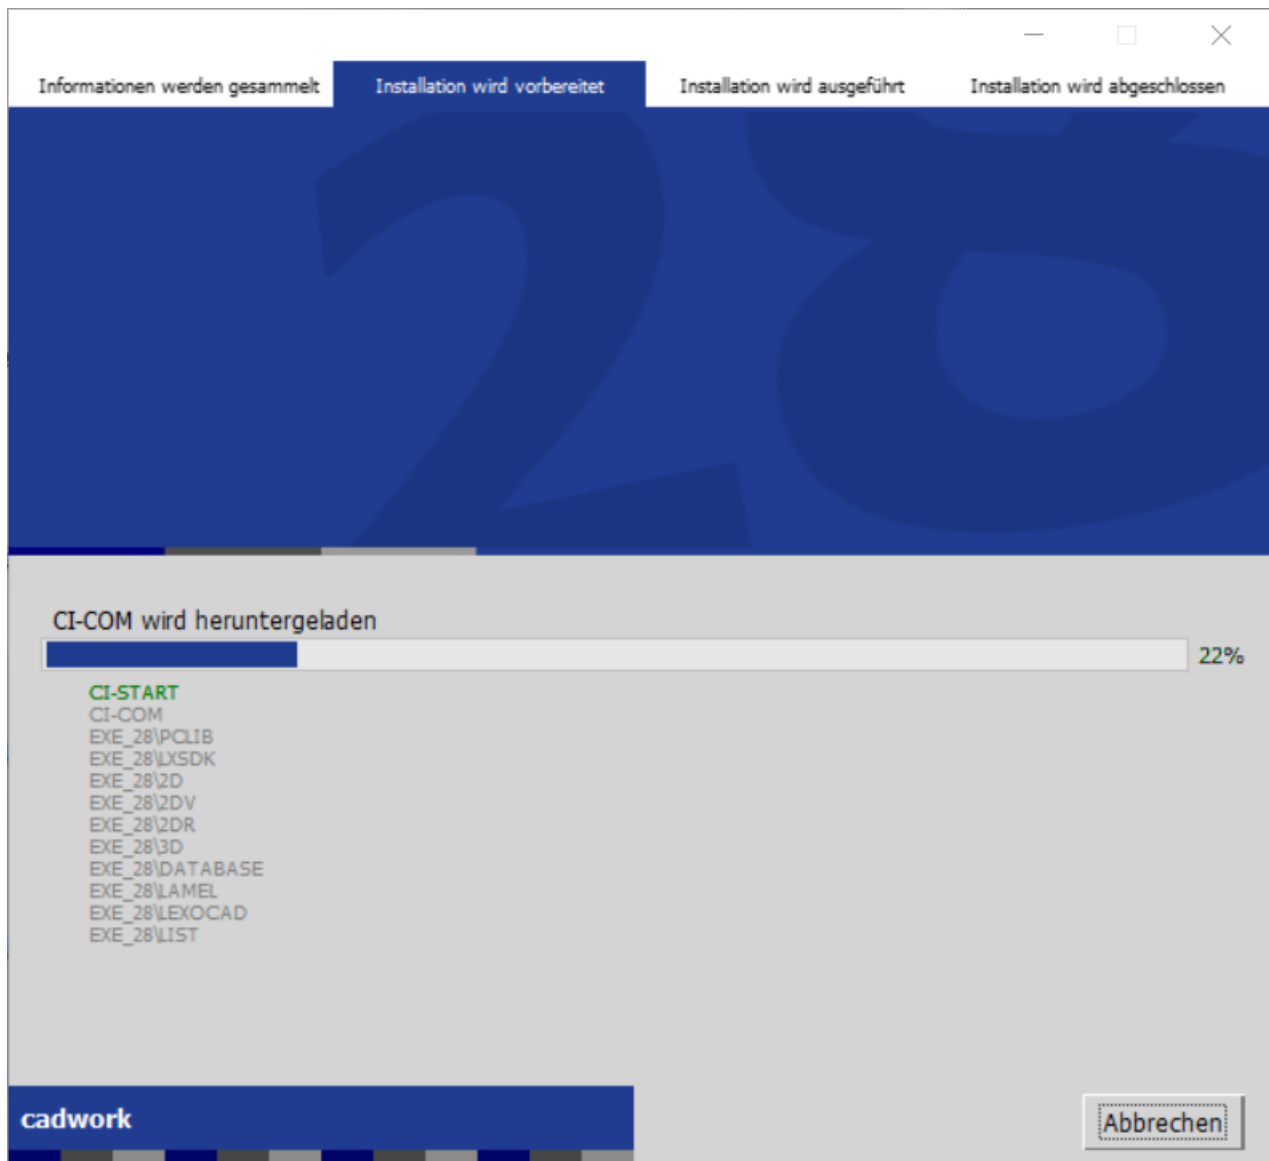 Informationen werden gesammelt Installation wird vorbereitet Installation wird ausgeführt Installation wird abgeschlossen
28
CI-COM wird heruntergeladen
22%
CI-START
CI-COM
EXE_28\PCLIB
EXE_28\LXSDK
EXE_28\2D
EXE_28\2DV
EXE_28\2DR
EXE_28\3D
EXE_28\DATABASE
EXE_28\LAMEL
EXE_28\LEXOCAD
EXE_28\LIST
cadwork
Abbrechen